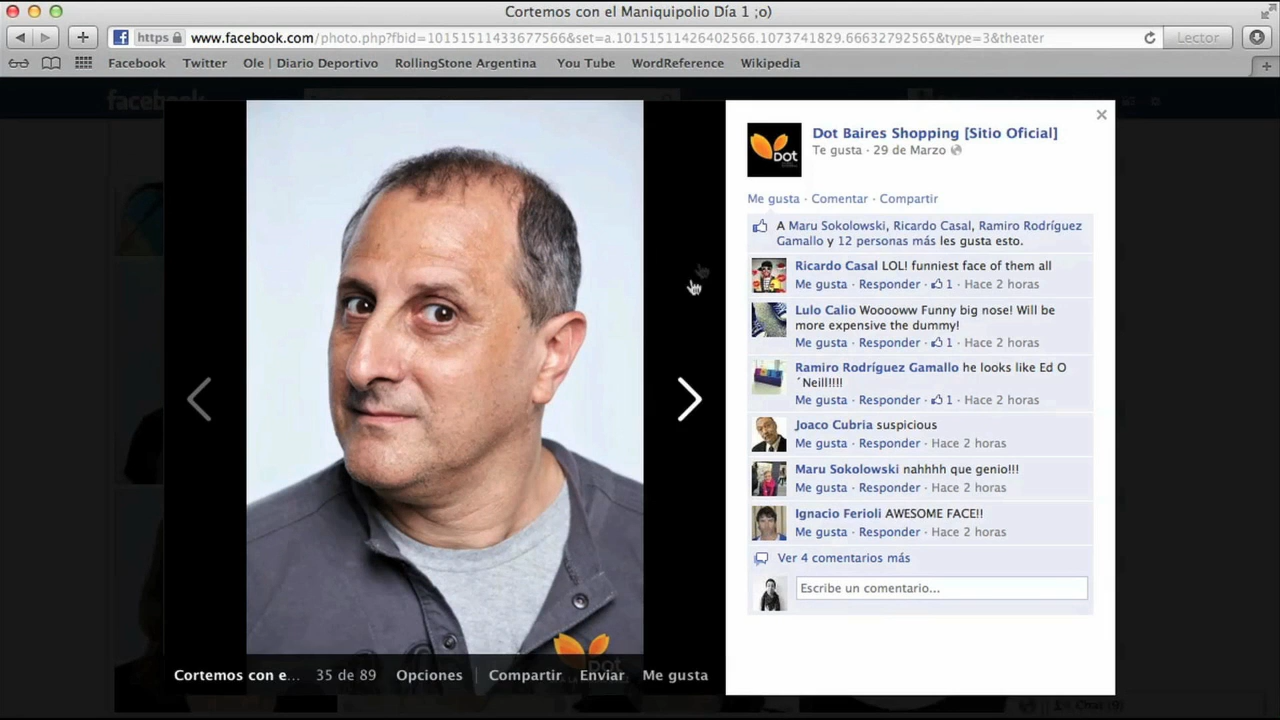 Cortemos con el Maniquipolio Día 1 ;o)
https www.facebook.com/photo.php?fbid=10151511433677566&set=a.10151511426402566.1073741829.66632792565&type=3&theater
Lector
Facebook Twitter Ole | Diario Deportivo RollingStone Argentina You Tube WordReference Wikipedia
facebook
Dot Baires Shopping [Sitio Oficial]
Te gusta · 29 de Marzo
DOT
Me gusta · Comentar · Compartir
A Maru Sokolowski, Ricardo Casal, Ramiro Rodríguez
Gamallo y 12 personas más les gusta esto.
Ricardo Casal LOL! funniest face of them all
Me gusta · Responder · 1 · Hace 2 horas
Lulo Calio Wooooww Funny big nose! Will be
more expensive the dummy!
Me gusta · Responder · 1 · Hace 2 horas
Ramiro Rodríguez Gamallo he looks like Ed O
´Neill!!!!
Me gusta · Responder · 1 · Hace 2 horas
Joaco Cubria suspicious
Me gusta · Responder · Hace 2 horas
Maru Sokolowski nahhhh que genio!!!
Me gusta · Responder · Hace 2 horas
Ignacio Ferioli AWESOME FACE!!
Me gusta · Responder · Hace 2 horas
Ver 4 comentarios más
Escribe un comentario...
DOT
Cortemos con e... 35 de 89 Opciones | Compartir Enviar Me gusta